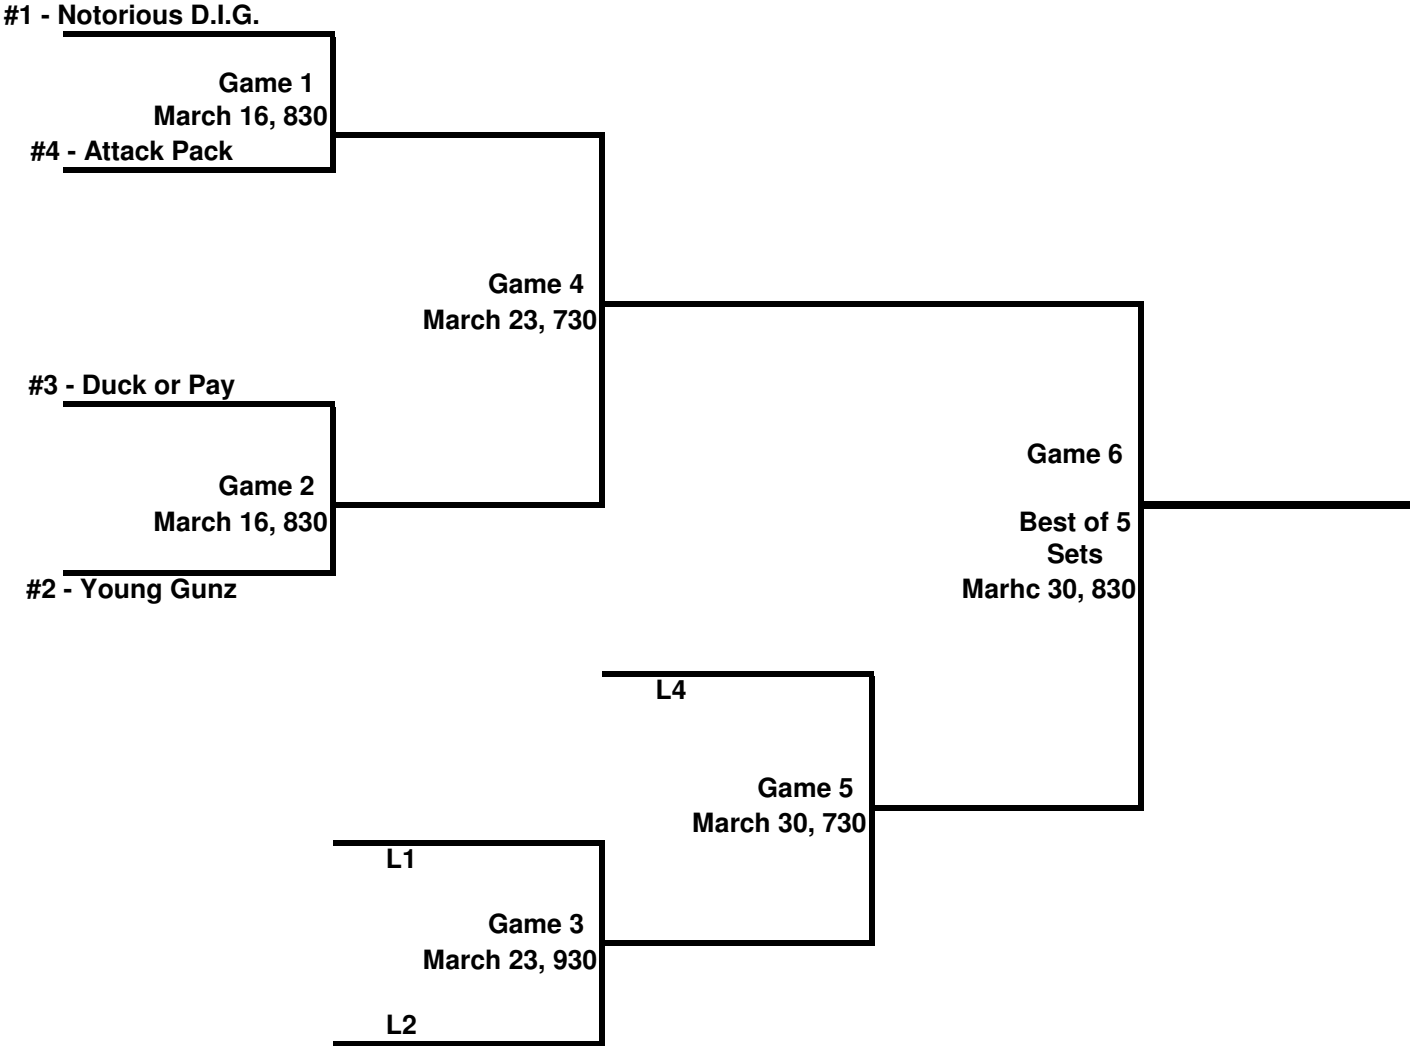 #1 - Notorious D.I.G.
Game 1
March 16, 830
#4 - Attack Pack
Game 4
March 23, 730
#3 - Duck or Pay
Game 2
March 16, 830
#2 - Young Gunz
Game 6
Best of 5
Sets
Marhc 30, 830
L4
Game 5
March 30, 730
L1
Game 3
March 23, 930
L2